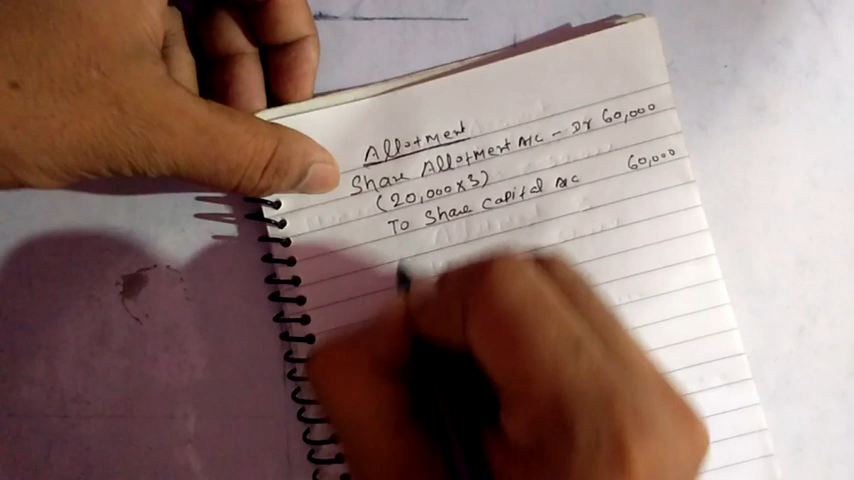 Allotment
Share Allotment A/C - Dr 60,000
(20,000×3)
To Share Capital A/C 60,000